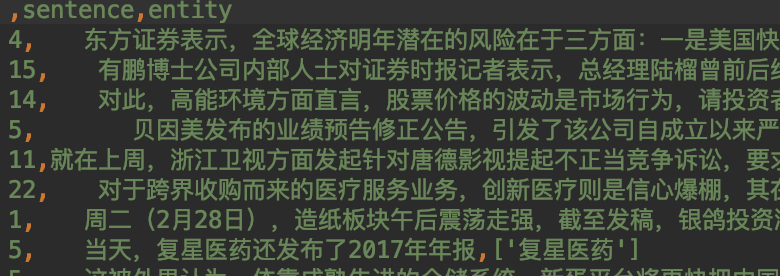 ,sentence,entity
4,    东方证券表示，全球经济明年潜在的风险在于三方面：一是美国快
15,    有鹏博士公司内部人士对证券时报记者表示，总经理陆榴曾前后经
14,    对此，高能环境方面直言，股票价格的波动是市场行为，请投资者
5,        贝因美发布的业绩预告修正公告，引发了该公司自成立以来严
11,就在上周，浙江卫视方面发起针对唐德影视提起不正当竞争诉讼，要求
22,    对于跨界收购而来的医疗服务业务，创新医疗则是信心爆棚，其在
1,    周二（2月28日），造纸板块午后震荡走强，截至发稿，银鸽投资涨
5,    当天，复星医药还发布了2017年年报,['复星医药']